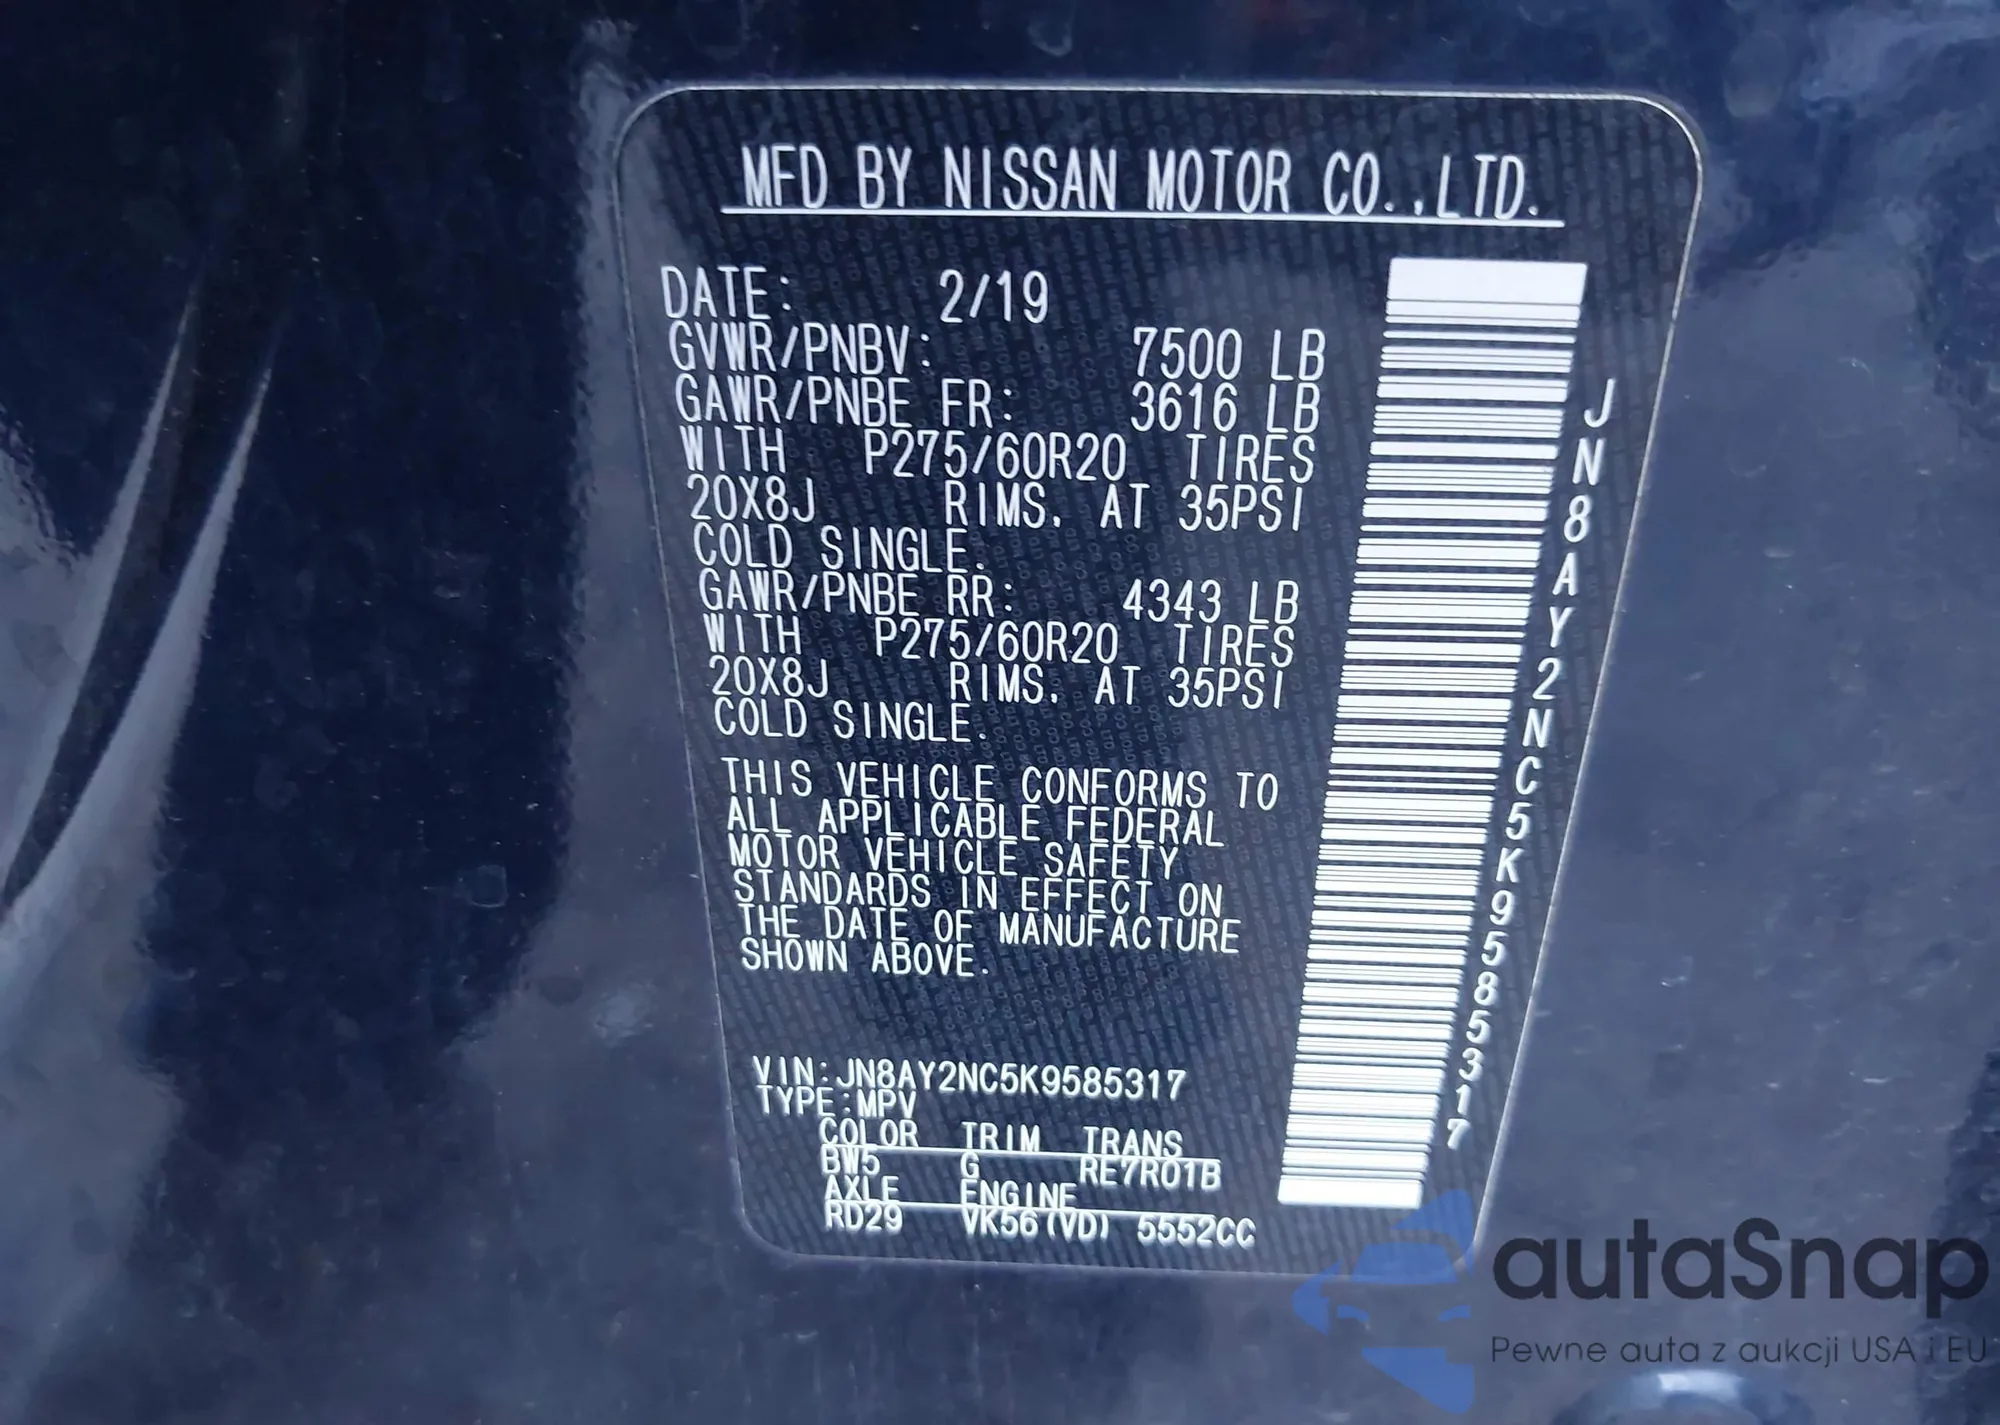 MFD BY NISSAN MOTOR CO.,LTD.
DATE: 2/19
GVWR/PNBV: 7500 LB
GAWR/PNBE FR: 3616 LB
WITH P275/60R20 TIRES
20X8J RIMS. AT 35PSI
COLD SINGLE.
GAWR/PNBE RR: 4343 LB
WITH P275/60R20 TIRES
20X8J RIMS. AT 35PSI
COLD SINGLE.
THIS VEHICLE CONFORMS TO
ALL APPLICABLE FEDERAL
MOTOR VEHICLE SAFETY
STANDARDS IN EFFECT ON
THE DATE OF MANUFACTURE
SHOWN ABOVE.
VIN:JN8AY2NC5K9585317
TYPE:MPV
COLOR TRIM TRANS
BW5 G RE7R01B
AXLE ENGINE
RD29 VK56(VD) 5552CC
JN8AY2NC5K9585317
autaSnap
Pewne auta z aukcji USA i EU